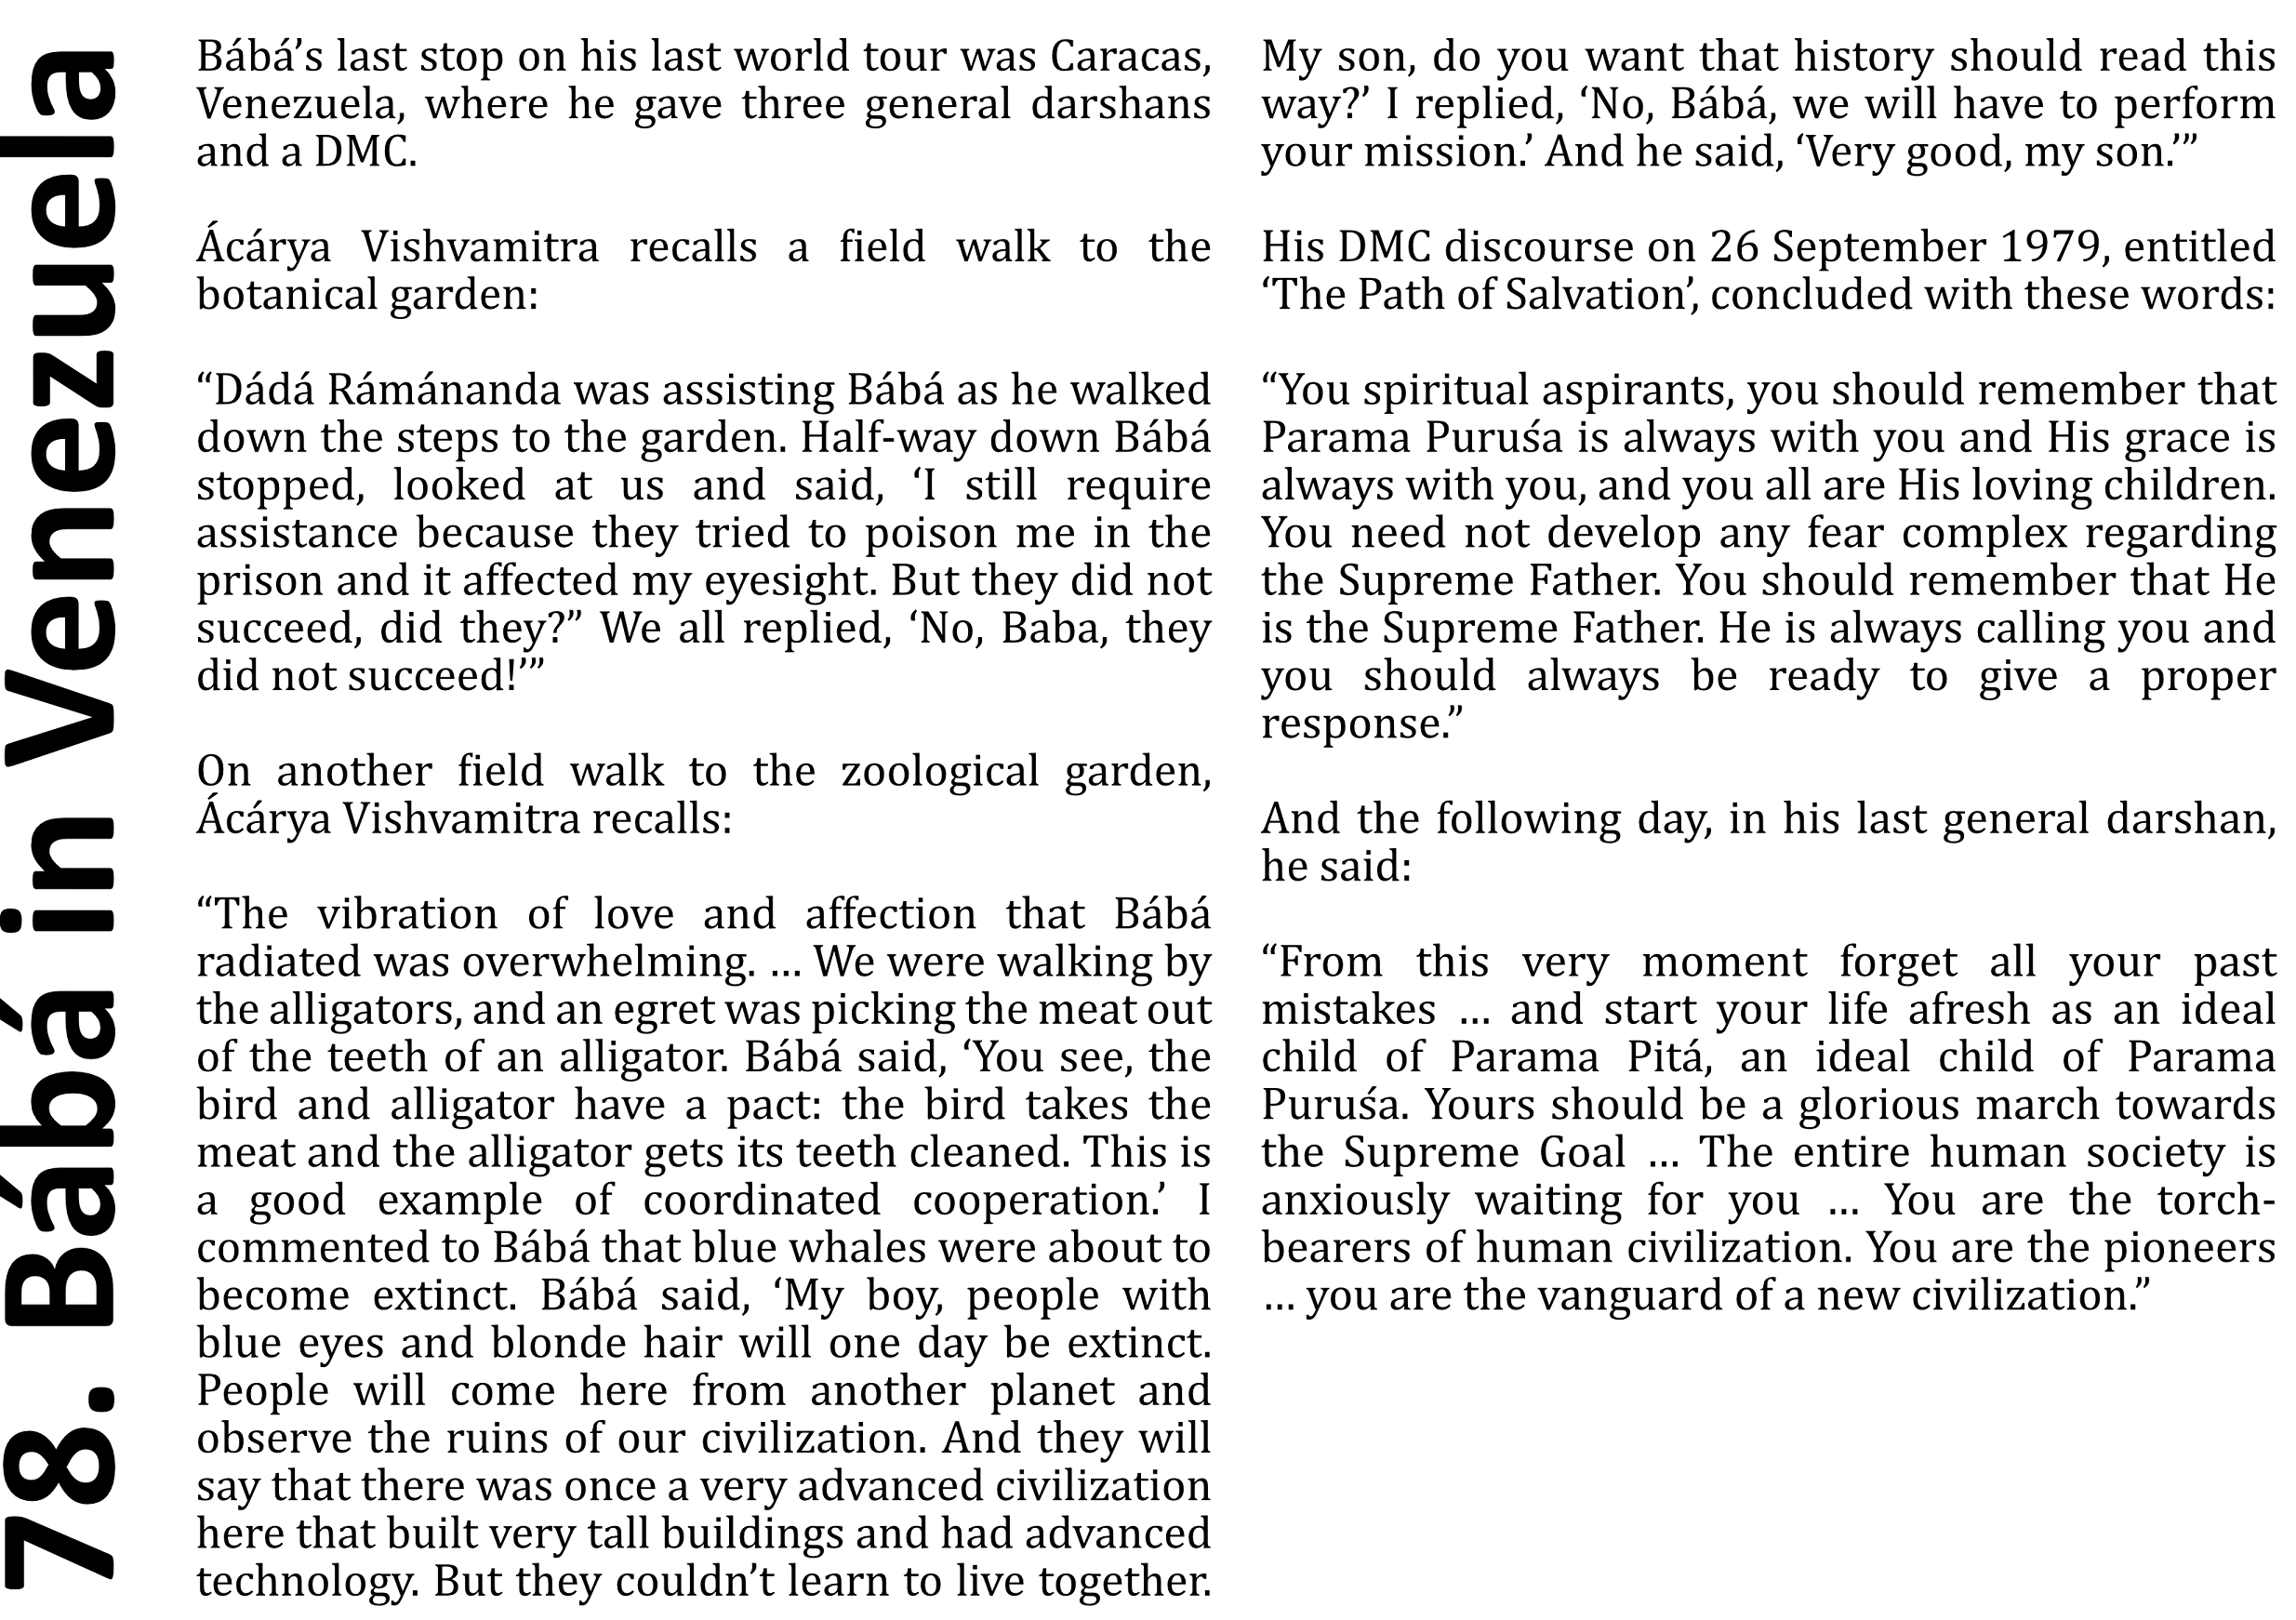 78. Bábá in Venezuela
Bábá’s last stop on his last world tour was Caracas,
Venezuela, where he gave three general darshans
and a DMC.
Ácárya Vishvamitra recalls a field walk to the
botanical garden:
“Dádá Rámánanda was assisting Bábá as he walked
down the steps to the garden. Half-way down Bábá
stopped, looked at us and said, ‘I still require
assistance because they tried to poison me in the
prison and it affected my eyesight. But they did not
succeed, did they?” We all replied, ‘No, Baba, they
did not succeed!’”
On another field walk to the zoological garden,
Ácárya Vishvamitra recalls:
“The vibration of love and affection that Bábá
radiated was overwhelming. ... We were walking by
the alligators, and an egret was picking the meat out
of the teeth of an alligator. Bábá said, ‘You see, the
bird and alligator have a pact: the bird takes the
meat and the alligator gets its teeth cleaned. This is
a good example of coordinated cooperation.’ I
commented to Bábá that blue whales were about to
become extinct. Bábá said, ‘My boy, people with
blue eyes and blonde hair will one day be extinct.
People will come here from another planet and
observe the ruins of our civilization. And they will
say that there was once a very advanced civilization
here that built very tall buildings and had advanced
technology. But they couldn’t learn to live together.
My son, do you want that history should read this
way?’ I replied, ‘No, Bábá, we will have to perform
your mission.’ And he said, ‘Very good, my son.’”
His DMC discourse on 26 September 1979, entitled
‘The Path of Salvation’, concluded with these words:
“You spiritual aspirants, you should remember that
Parama Puruśa is always with you and His grace is
always with you, and you all are His loving children.
You need not develop any fear complex regarding
the Supreme Father. You should remember that He
is the Supreme Father. He is always calling you and
you should always be ready to give a proper
response.”
And the following day, in his last general darshan,
he said:
“From this very moment forget all your past
mistakes ... and start your life afresh as an ideal
child of Parama Pitá, an ideal child of Parama
Puruśa. Yours should be a glorious march towards
the Supreme Goal ... The entire human society is
anxiously waiting for you ... You are the torch-
bearers of human civilization. You are the pioneers
... you are the vanguard of a new civilization.”